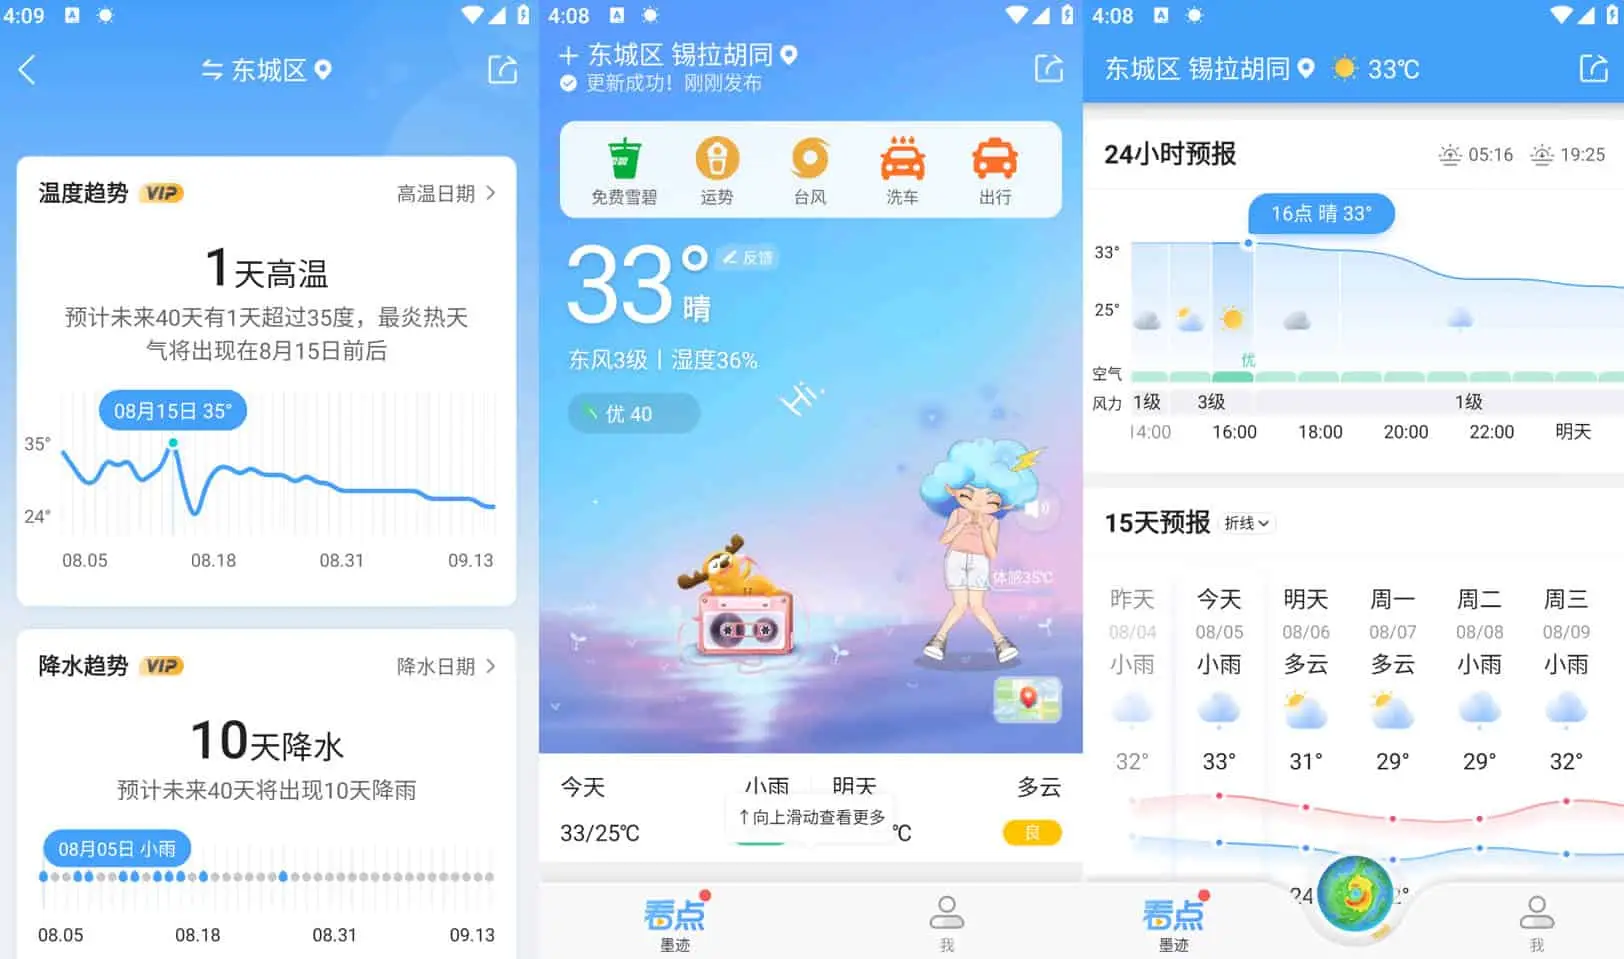 4:09
东城区
温度趋势 VIP
高温日期
1天高温
预计未来40天有1天超过35度，最炎热天
气将出现在8月15日前后
08月15日 35°
35°
24°
08.05 08.18 08.31 09.13
降水趋势 VIP
降水日期
10天降水
预计未来40天将出现10天降雨
08月05日 小雨
08.05 08.18 08.31 09.13
4:08
东城区 锡拉胡同
更新成功！刚刚发布
免费雪碧 运势 台风 洗车 出行
33° 反馈
晴
东风3级 | 湿度36%
优 40
Hi.
体感35℃
今天 小雨 明天 多云
↑向上滑动查看更多
33/25℃ ℃ 良
看点
墨迹 我
4:08
东城区 锡拉胡同 33℃
24小时预报 05:16 19:25
16点 晴 33°
33°
25°
优
空气
风力 1级 3级 1级
14:00 16:00 18:00 20:00 22:00 明天
15天预报 折线
昨天 今天 明天 周一 周二 周三
08/04 08/05 08/06 08/07 08/08 08/09
小雨 小雨 多云 多云 小雨 小雨
32° 33° 31° 29° 29° 32°
24
看点
墨迹 我